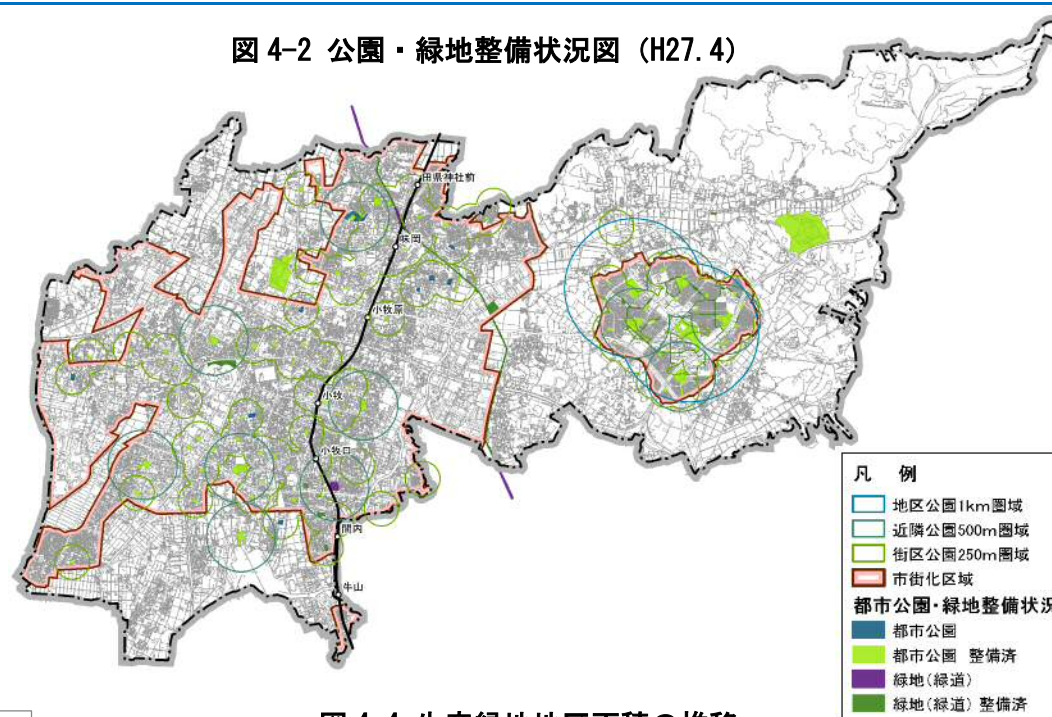 図 4-2 公園・緑地整備状況図 (H27.4)
田県神社前
味岡
小牧原
小牧
小牧口
間内
牛山
凡 例
地区公園1km圏域
近隣公園500m圏域
街区公園250m圏域
市街化区域
都市公園・緑地整備状況
都市公園
都市公園 整備済
緑地(緑道)
緑地(緑道) 整備済